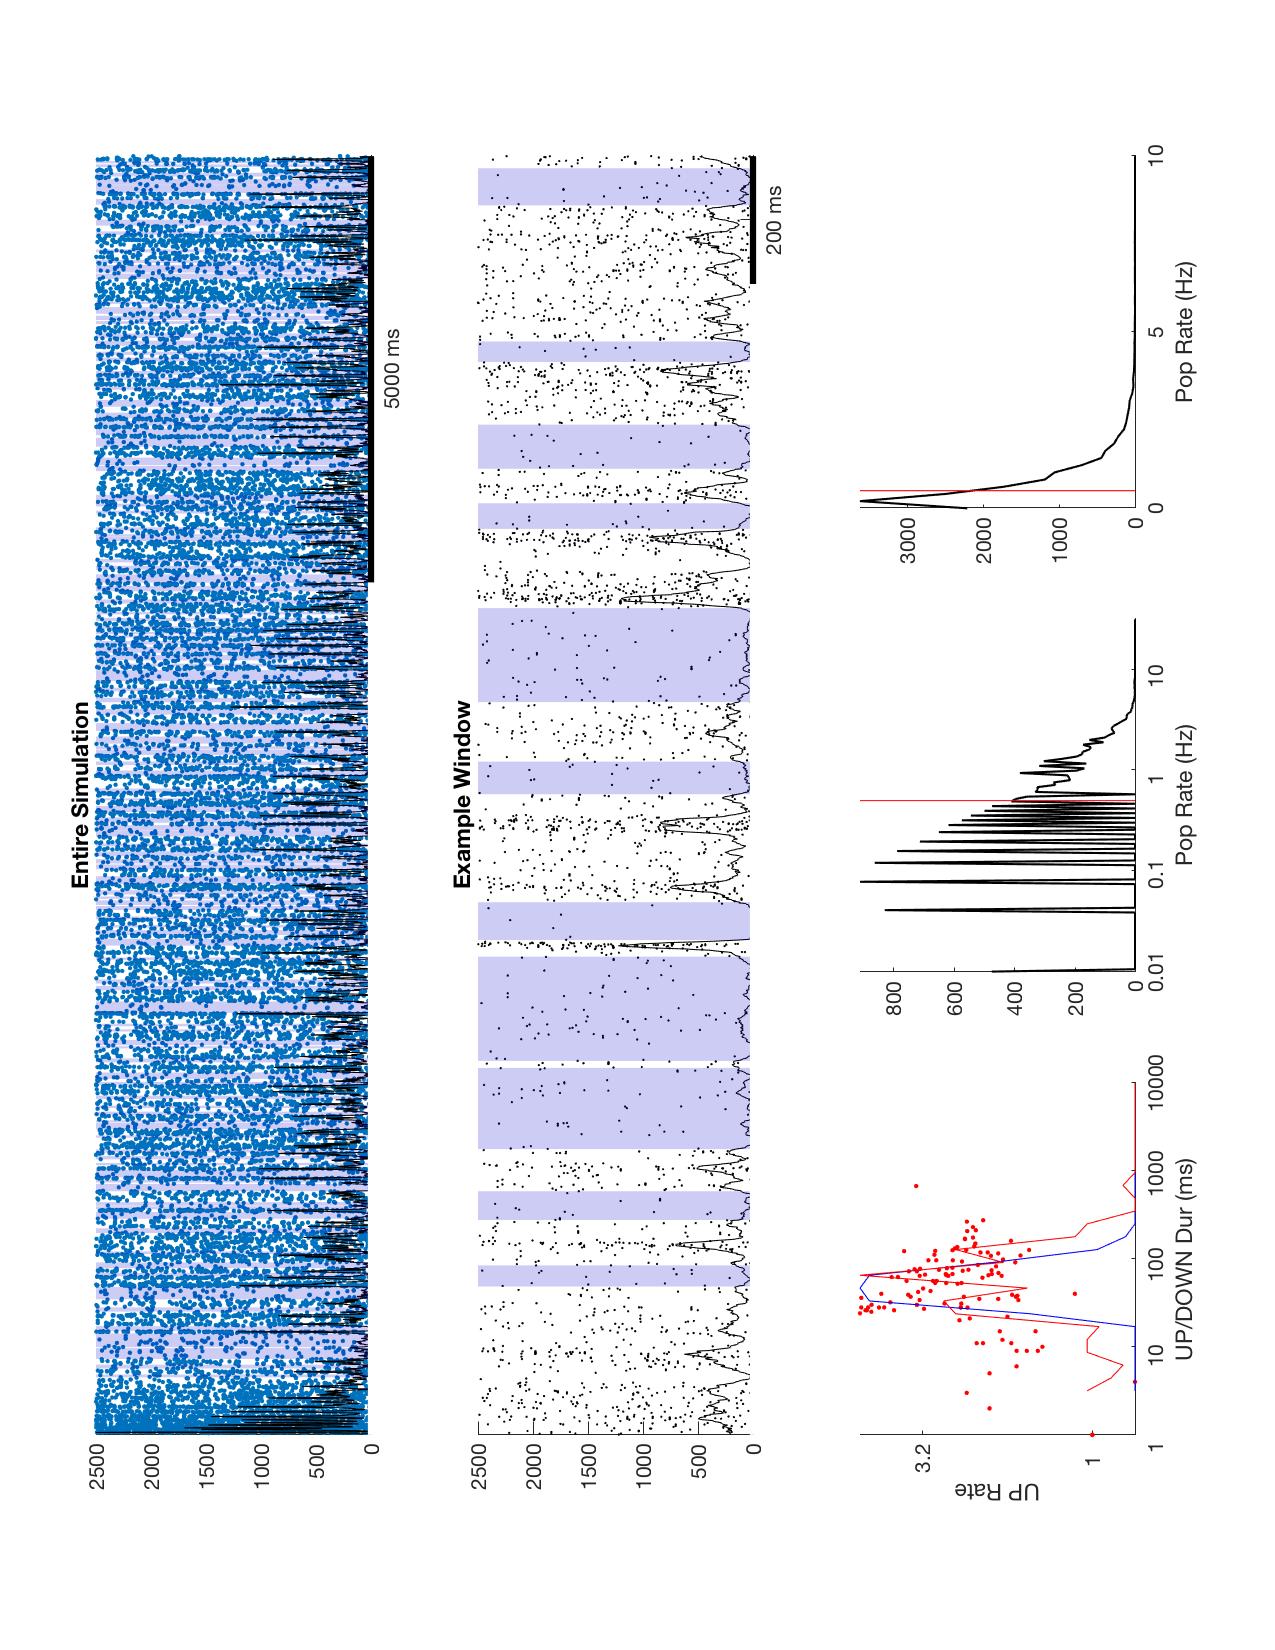 Entire Simulation
2500
2000
1500
1000
500
0
5000 ms
Example Window
2500
2000
1500
1000
500
0
200 ms
UP Rate
3.2
1
1 10 100 1000 10000
UP/DOWN Dur (ms)
800
600
400
200
0
0.01 0.1 1 10
Pop Rate (Hz)
3000
2000
1000
0
0 5 10
Pop Rate (Hz)